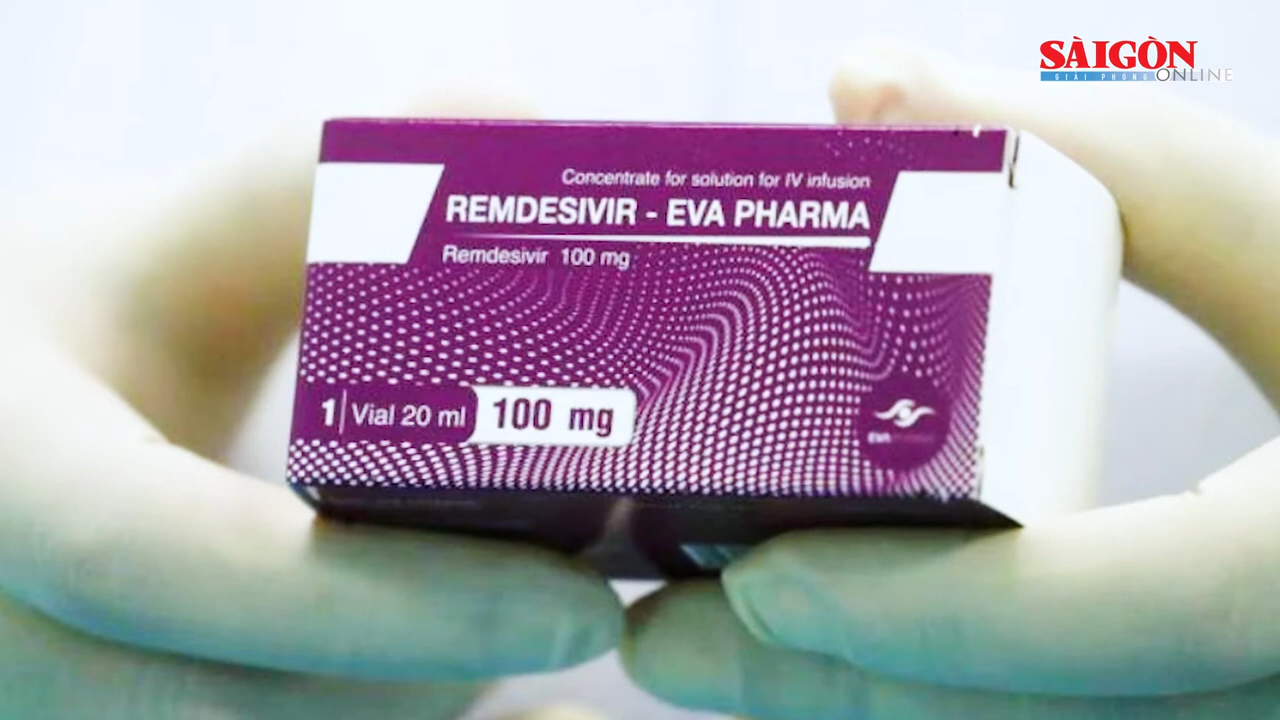 SÀIGÒN
GIẢI PHÓNG ONLINE
Concentrate for solution for IV infusion
REMDESIVIR - EVA PHARMA
Remdesivir 100 mg
1 Vial 20 ml 100 mg
EVA